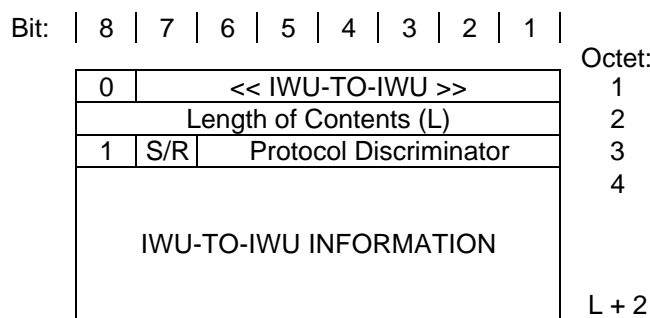 Bit: 8 7 6 5 4 3 2 1
Octet:
0 << IWU-TO-IWU >> 1
Length of Contents (L) 2
1 S/R Protocol Discriminator 3
4
IWU-TO-IWU INFORMATION
L + 2